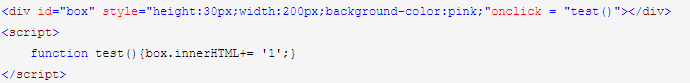 <div id="box" style="height:30px;width:200px;background-color:pink;"onclick = "test()"></div>
<script>
    function test(){box.innerHTML+= '1';}
</script>